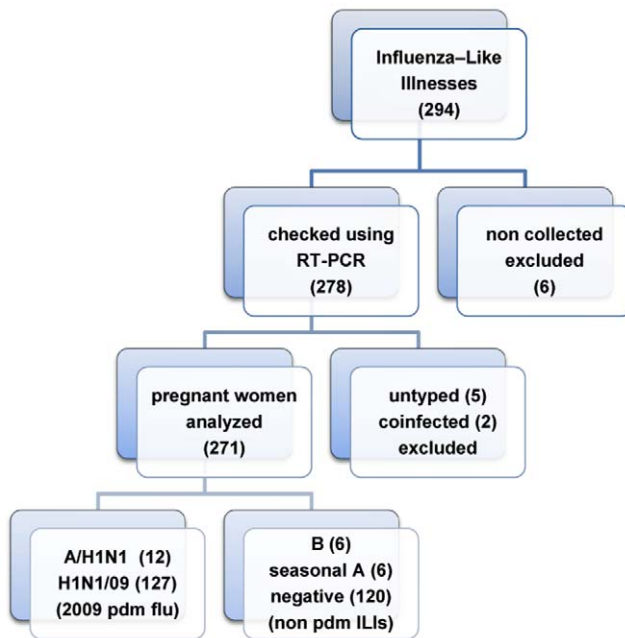 Influenza–Like
Illnesses
(294)
checked using
RT-PCR
(278)
non collected
excluded
(6)
pregnant women
analyzed
(271)
untyped (5)
coinfected (2)
excluded
A/H1N1 (12)
H1N1/09 (127)
(2009 pdm flu)
B (6)
seasonal A (6)
negative (120)
(non pdm ILIs)